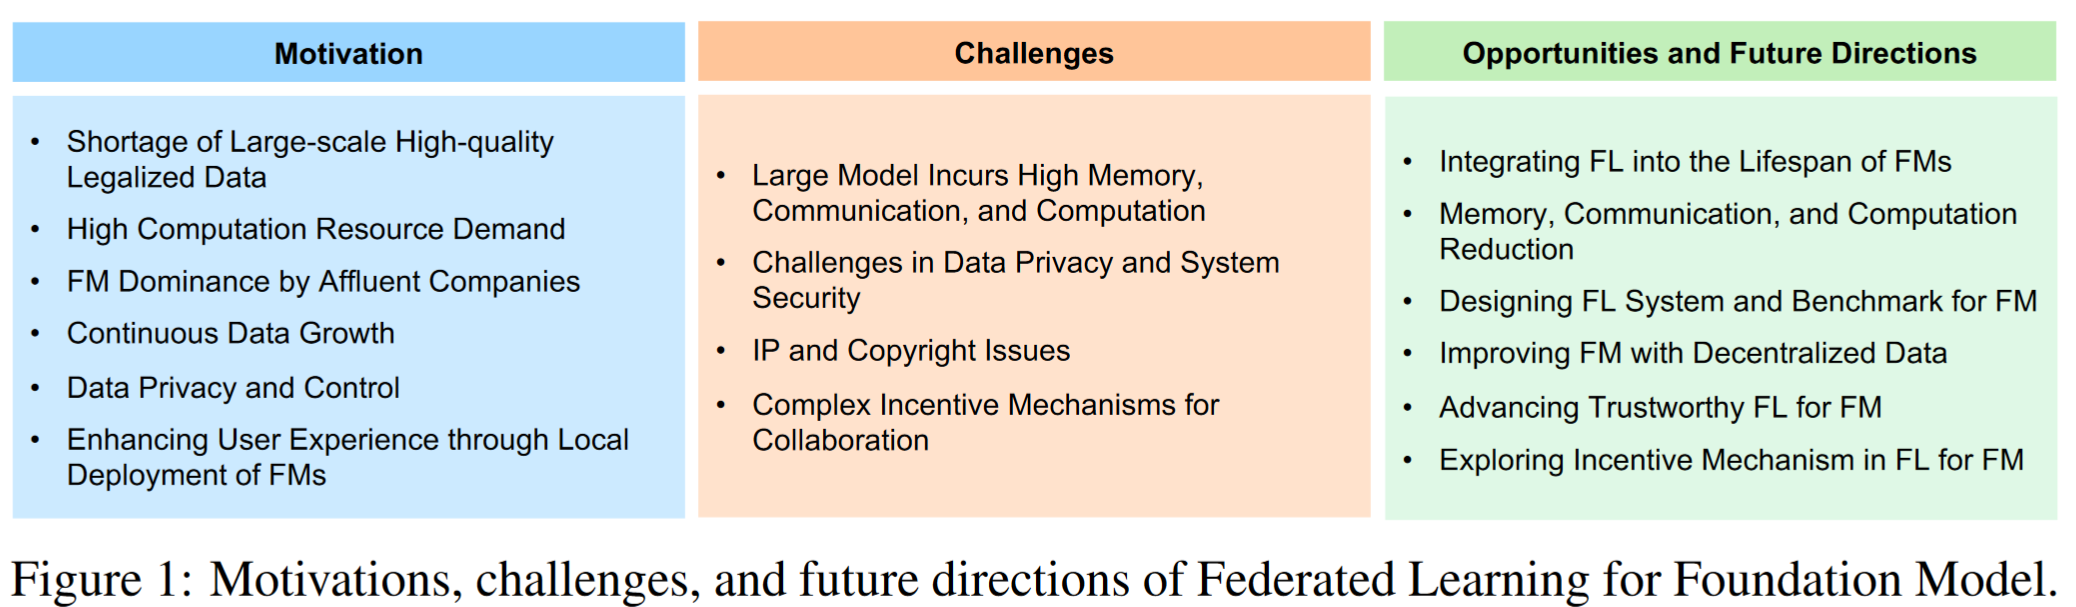 Motivation
• Shortage of Large-scale High-quality
Legalized Data
• High Computation Resource Demand
• FM Dominance by Affluent Companies
• Continuous Data Growth
• Data Privacy and Control
• Enhancing User Experience through Local
Deployment of FMs
Challenges
• Large Model Incurs High Memory,
Communication, and Computation
• Challenges in Data Privacy and System
Security
• IP and Copyright Issues
• Complex Incentive Mechanisms for
Collaboration
Opportunities and Future Directions
• Integrating FL into the Lifespan of FMs
• Memory, Communication, and Computation
Reduction
• Designing FL System and Benchmark for FM
• Improving FM with Decentralized Data
• Advancing Trustworthy FL for FM
• Exploring Incentive Mechanism in FL for FM
Figure 1: Motivations, challenges, and future directions of Federated Learning for Foundation Model.